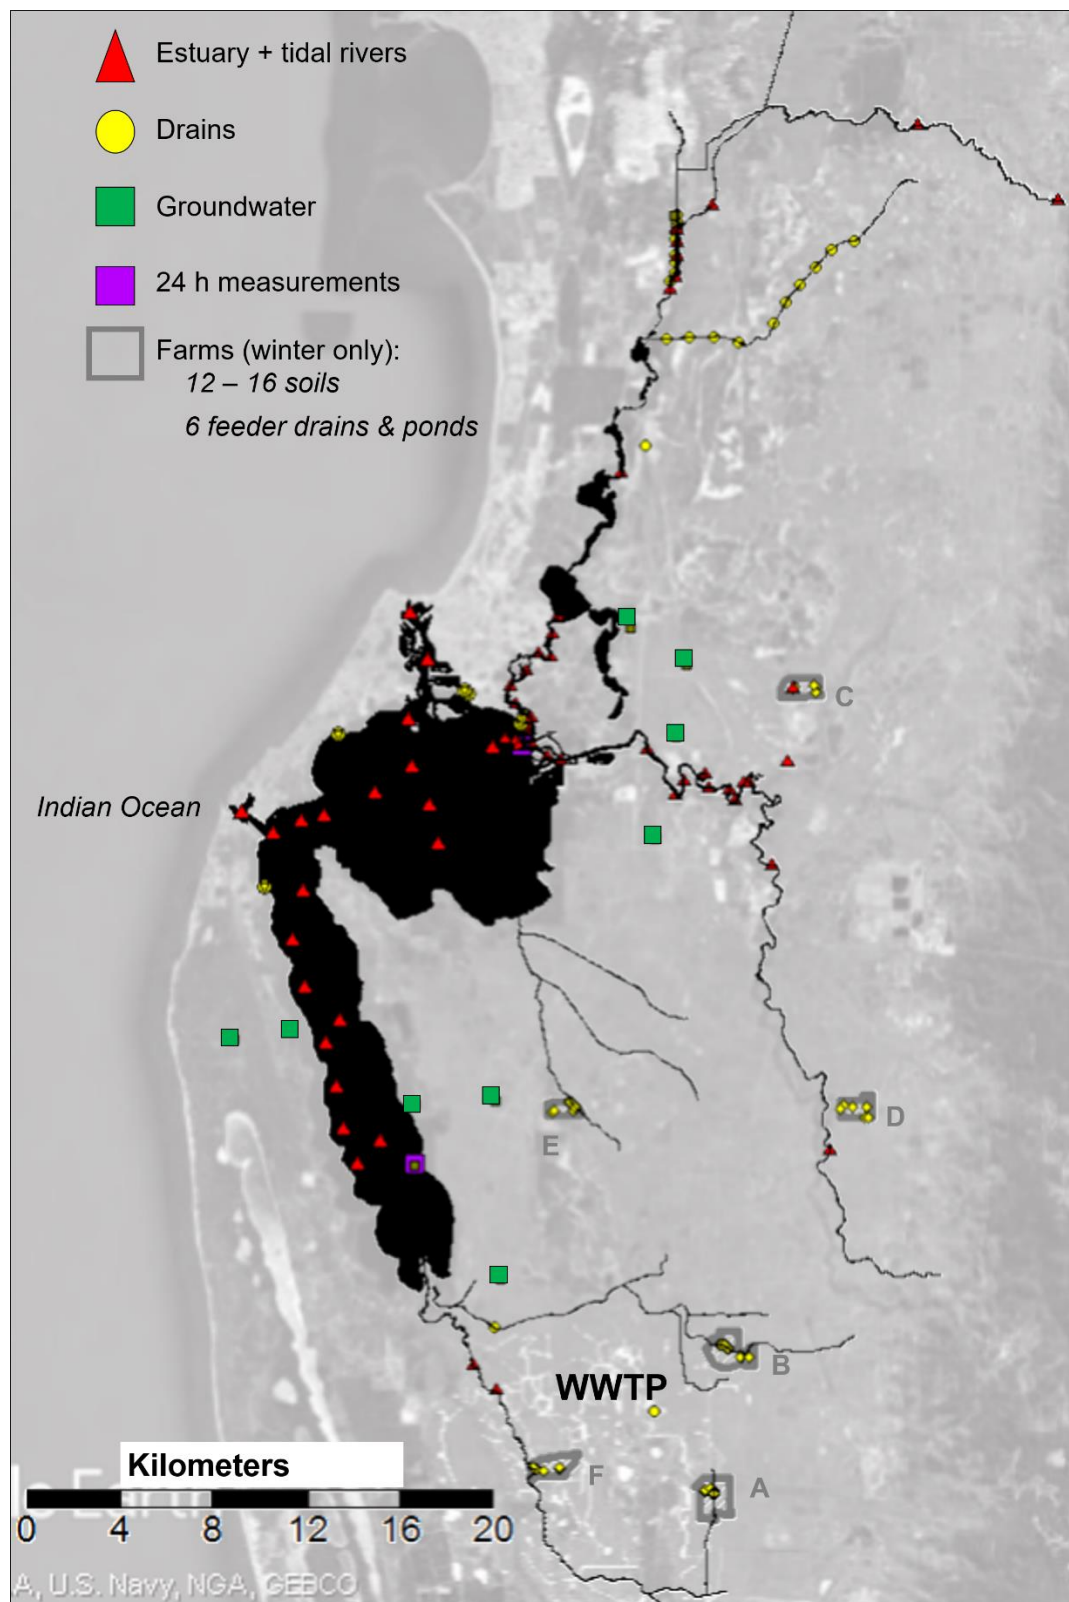 Estuary + tidal rivers
Drains
Groundwater
24 h measurements
Farms (winter only):
12 – 16 soils
6 feeder drains & ponds
C
Indian Ocean
D
E
B
WWTP
F
A
Kilometers
0 4 8 12 16 20
A, U.S. Navy, NGA, GEBCO